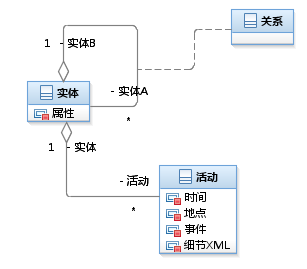 关系
1 - 实体B
实体
- 实体A
属性
*
1 - 实体
- 活动
*
活动
时间
地点
事件
细节XML